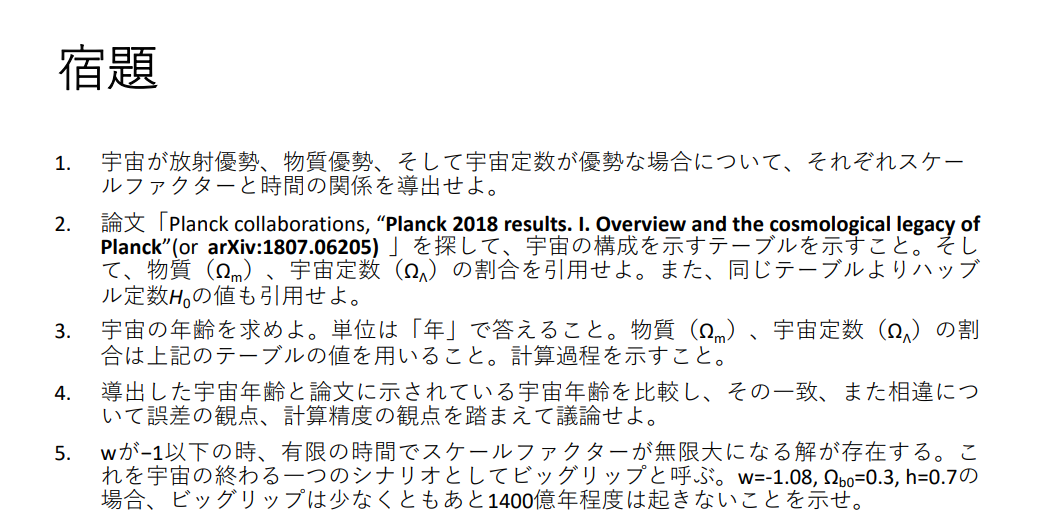 宿題
1. 宇宙が放射優勢、物質優勢、そして宇宙定数が優勢な場合について、それぞれスケー
ルファクターと時間の関係を導出せよ。
2. 論文「Planck collaborations, “Planck 2018 results. I. Overview and the cosmological legacy of
Planck”(or arXiv:1807.06205) 」を探して、宇宙の構成を示すテーブルを示すこと。そし
て、物質（Ωm）、宇宙定数（ΩΛ）の割合を引用せよ。また、同じテーブルよりハッブ
ル定数H0の値も引用せよ。
3. 宇宙の年齢を求めよ。単位は「年」で答えること。物質（Ωm）、宇宙定数（ΩΛ）の割
合は上記のテーブルの値を用いること。計算過程を示すこと。
4. 導出した宇宙年齢と論文に示されている宇宙年齢を比較し、その一致、また相違につ
いて誤差の観点、計算精度の観点を踏まえて議論せよ。
5. wが−1以下の時、有限の時間でスケールファクターが無限大になる解が存在する。こ
れを宇宙の終わる一つのシナリオとしてビッグリップと呼ぶ。w=-1.08, Ωb0=0.3, h=0.7の
場合、ビッグリップは少なくともあと1400億年程度は起きないことを示せ。